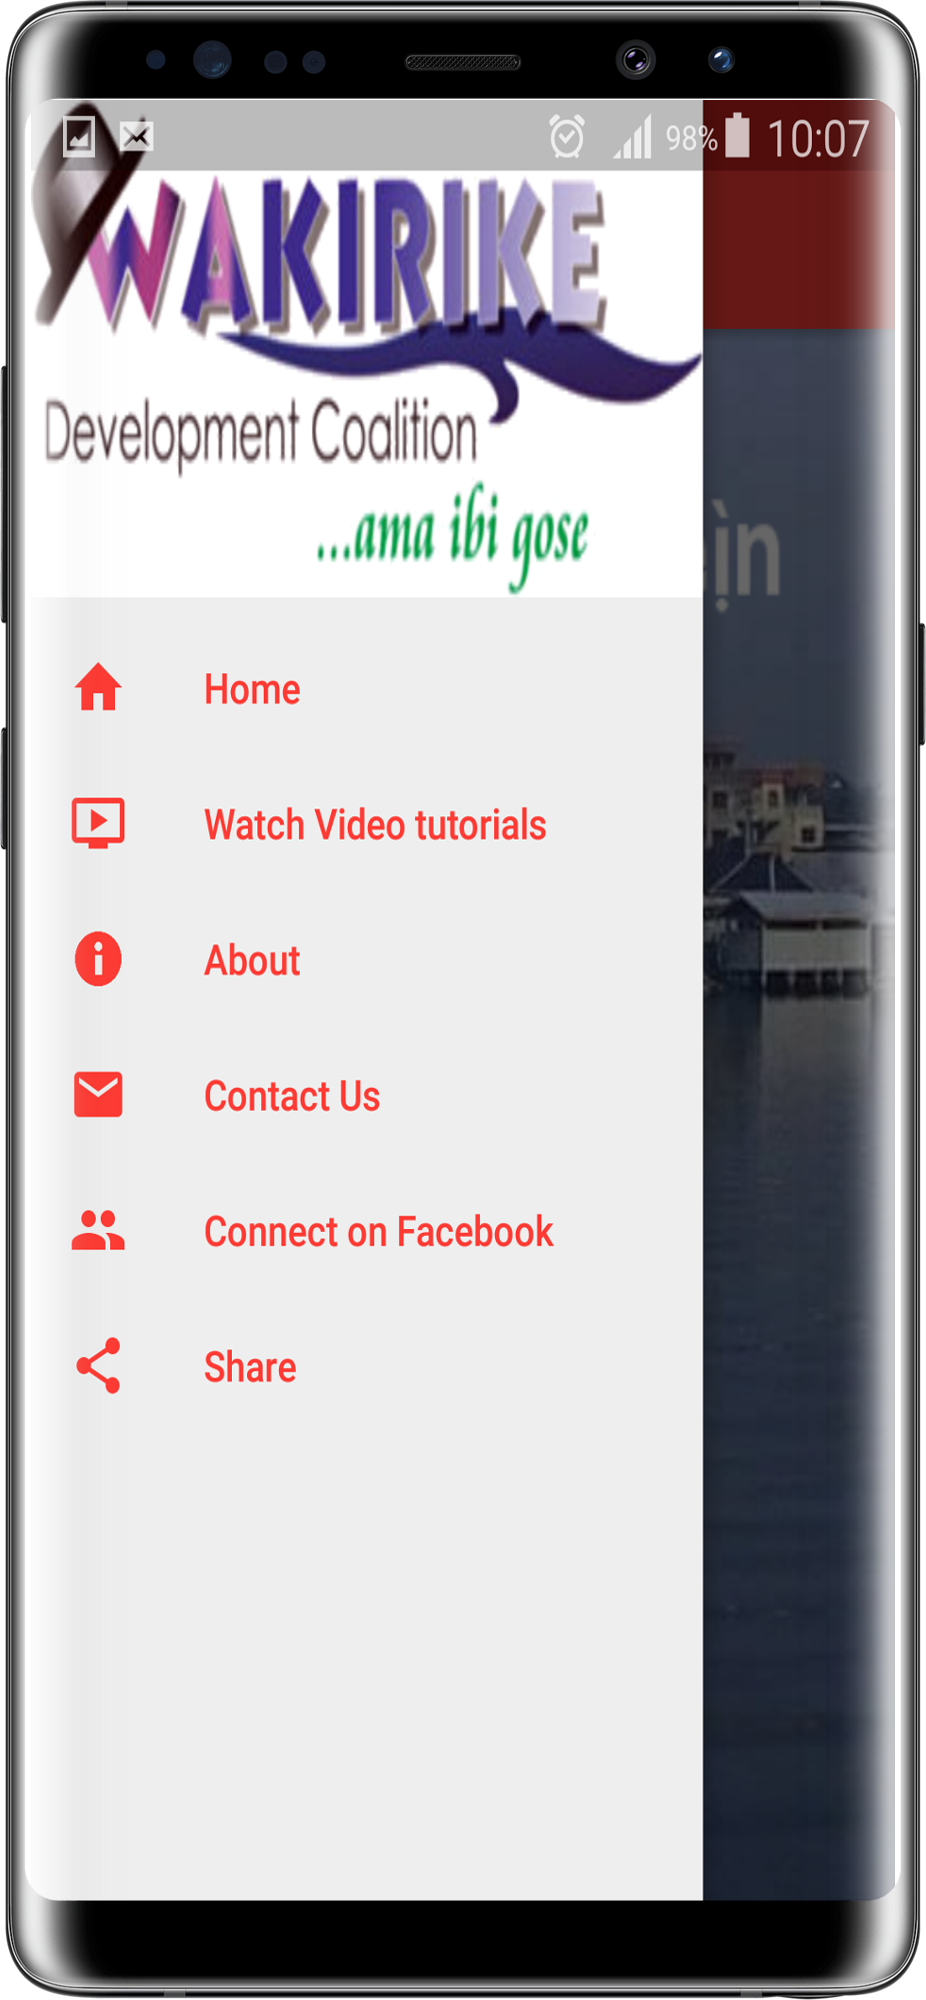 98% 10:07
WAKIRIKE
Development Coalition
...ama ibi gose
Home
Watch Video tutorials
About
Contact Us
Connect on Facebook
Share